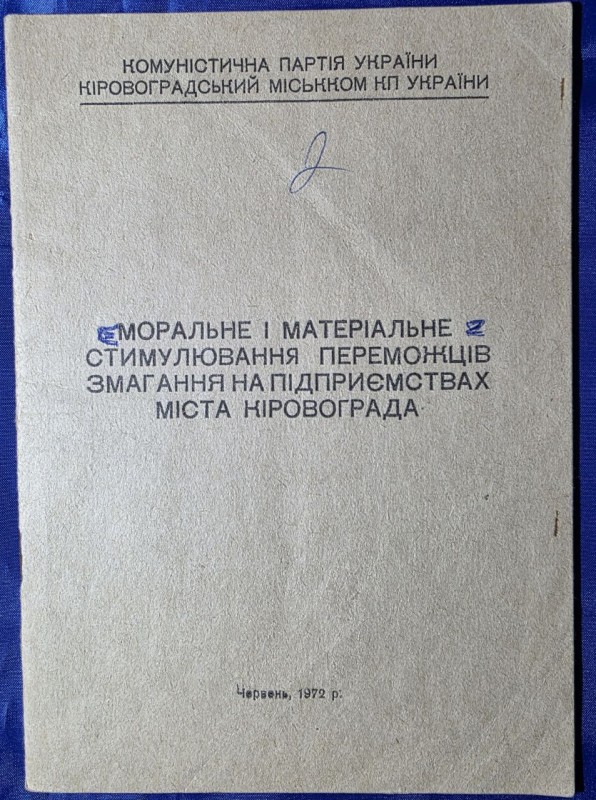 КОМУНІСТИЧНА ПАРТІЯ УКРАЇНИ
КІРОВОГРАДСЬКИЙ МІСЬККОМ КП УКРАЇНИ
2
МОРАЛЬНЕ І МАТЕРІАЛЬНЕ
СТИМУЛЮВАННЯ ПЕРЕМОЖЦІВ
ЗМАГАННЯ НА ПІДПРИЄМСТВАХ
МІСТА КІРОВОГРАДА
Червень, 1972 р.